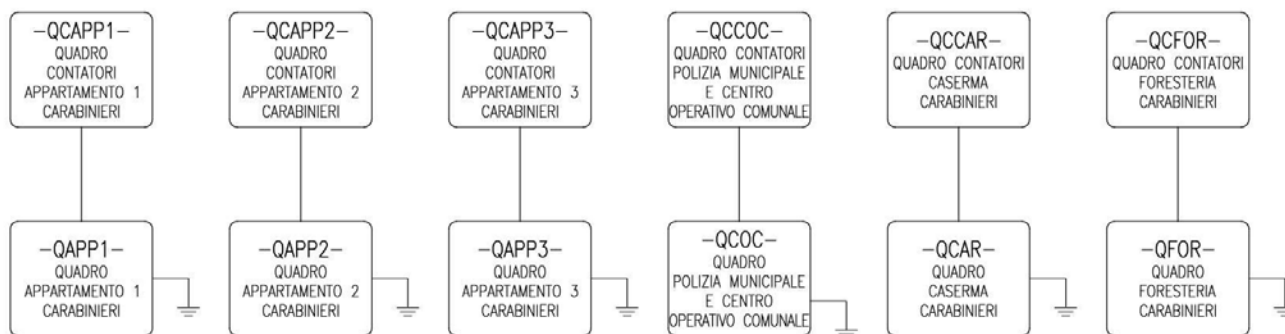 -QCAPP1-
QUADRO
CONTATORI
APPARTAMENTO 1
CARABINIERI
-QCAPP2-
QUADRO
CONTATORI
APPARTAMENTO 2
CARABINIERI
-QCAPP3-
QUADRO
CONTATORI
APPARTAMENTO 3
CARABINIERI
-QCCOC-
QUADRO CONTATORI
POLIZIA MUNICIPALE
E CENTRO
OPERATIVO COMUNALE
-QCCAR-
QUADRO CONTATORI
CASERMA
CARABINIERI
-QCFOR-
QUADRO CONTATORI
FORESTERIA
CARABINIERI
-QAPP1-
QUADRO
APPARTAMENTO 1
CARABINIERI
-QAPP2-
QUADRO
APPARTAMENTO 2
CARABINIERI
-QAPP3-
QUADRO
APPARTAMENTO 3
CARABINIERI
-QCOC-
QUADRO
POLIZIA MUNICIPALE
E CENTRO
OPERATIVO COMUNALE
-QCAR-
QUADRO
CASERMA
CARABINIERI
-QFOR-
QUADRO
FORESTERIA
CARABINIERI